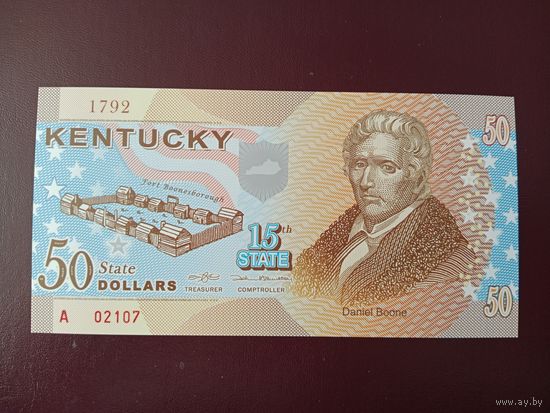 1792
KENTUCKY
50
Fort Boonesborough
15th
STATE
50 State
DOLLARS
TREASURER COMPTROLLER
50
A 02107
Daniel Boone
www.ay.by